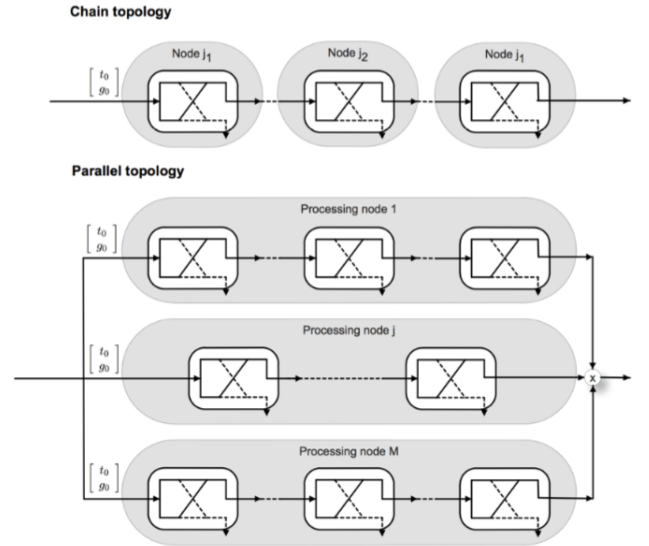 Chain topology
Node j1 Node j2 Node j1
t0
g0
Parallel topology
Processing node 1
t0
g0
Processing node j
t0
g0
x
Processing node M
t0
g0